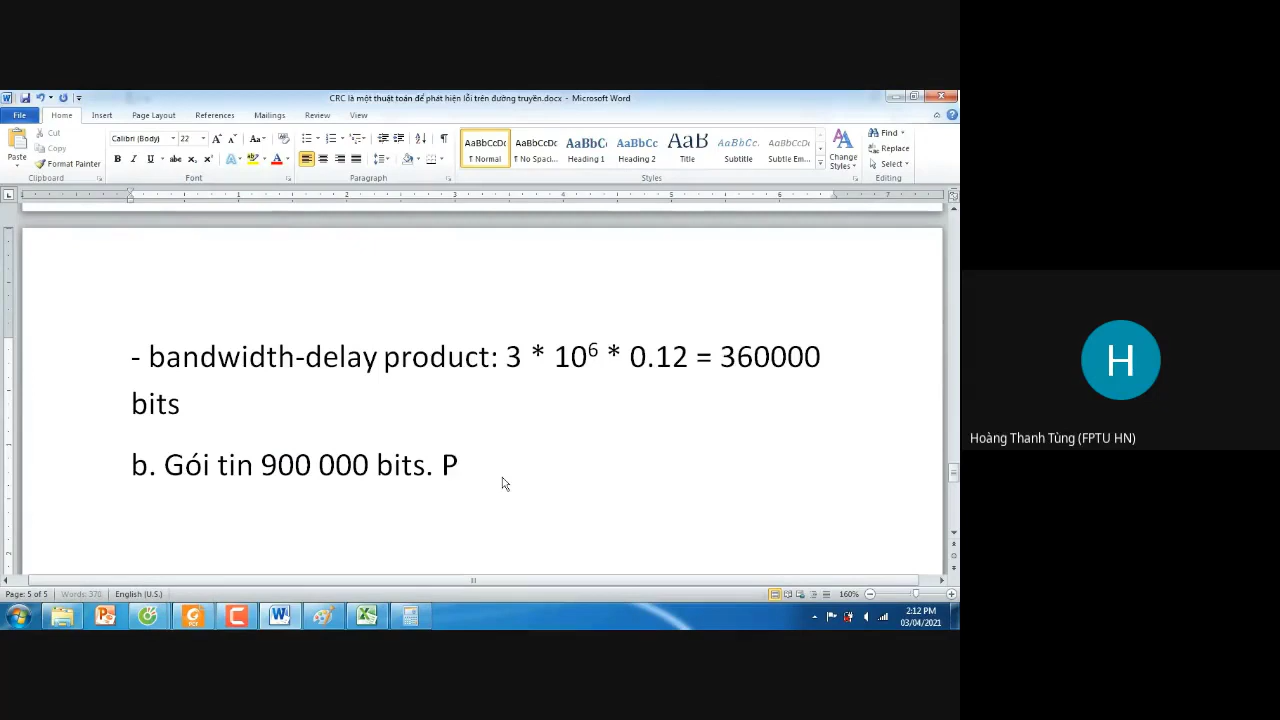 CRC là một thuật toán để phát hiện lỗi trên đường truyền.docx - Microsoft Word
File Home Insert Page Layout References Mailings Review View
Cut
Copy
Format Painter
Paste
Clipboard
Calibri (Body) 22
Font
Paragraph
AaBbCcDc AaBbCcDc AaBbC AaBbCc AaB AaBbCc. AaBbCcD
¶ Normal ¶ No Spaci... Heading 1 Heading 2 Title Subtitle Subtle Em...
Styles
Change
Styles
Find
Replace
Select
Editing
- bandwidth-delay product: 3 * 10⁶ * 0.12 = 360000
bits
b. Gói tin 900 000 bits. P
H
Hoàng Thanh Tùng (FPTU HN)
Page: 5 of 5 Words: 378 English (U.S.) 160%
2:12 PM
03/04/2021